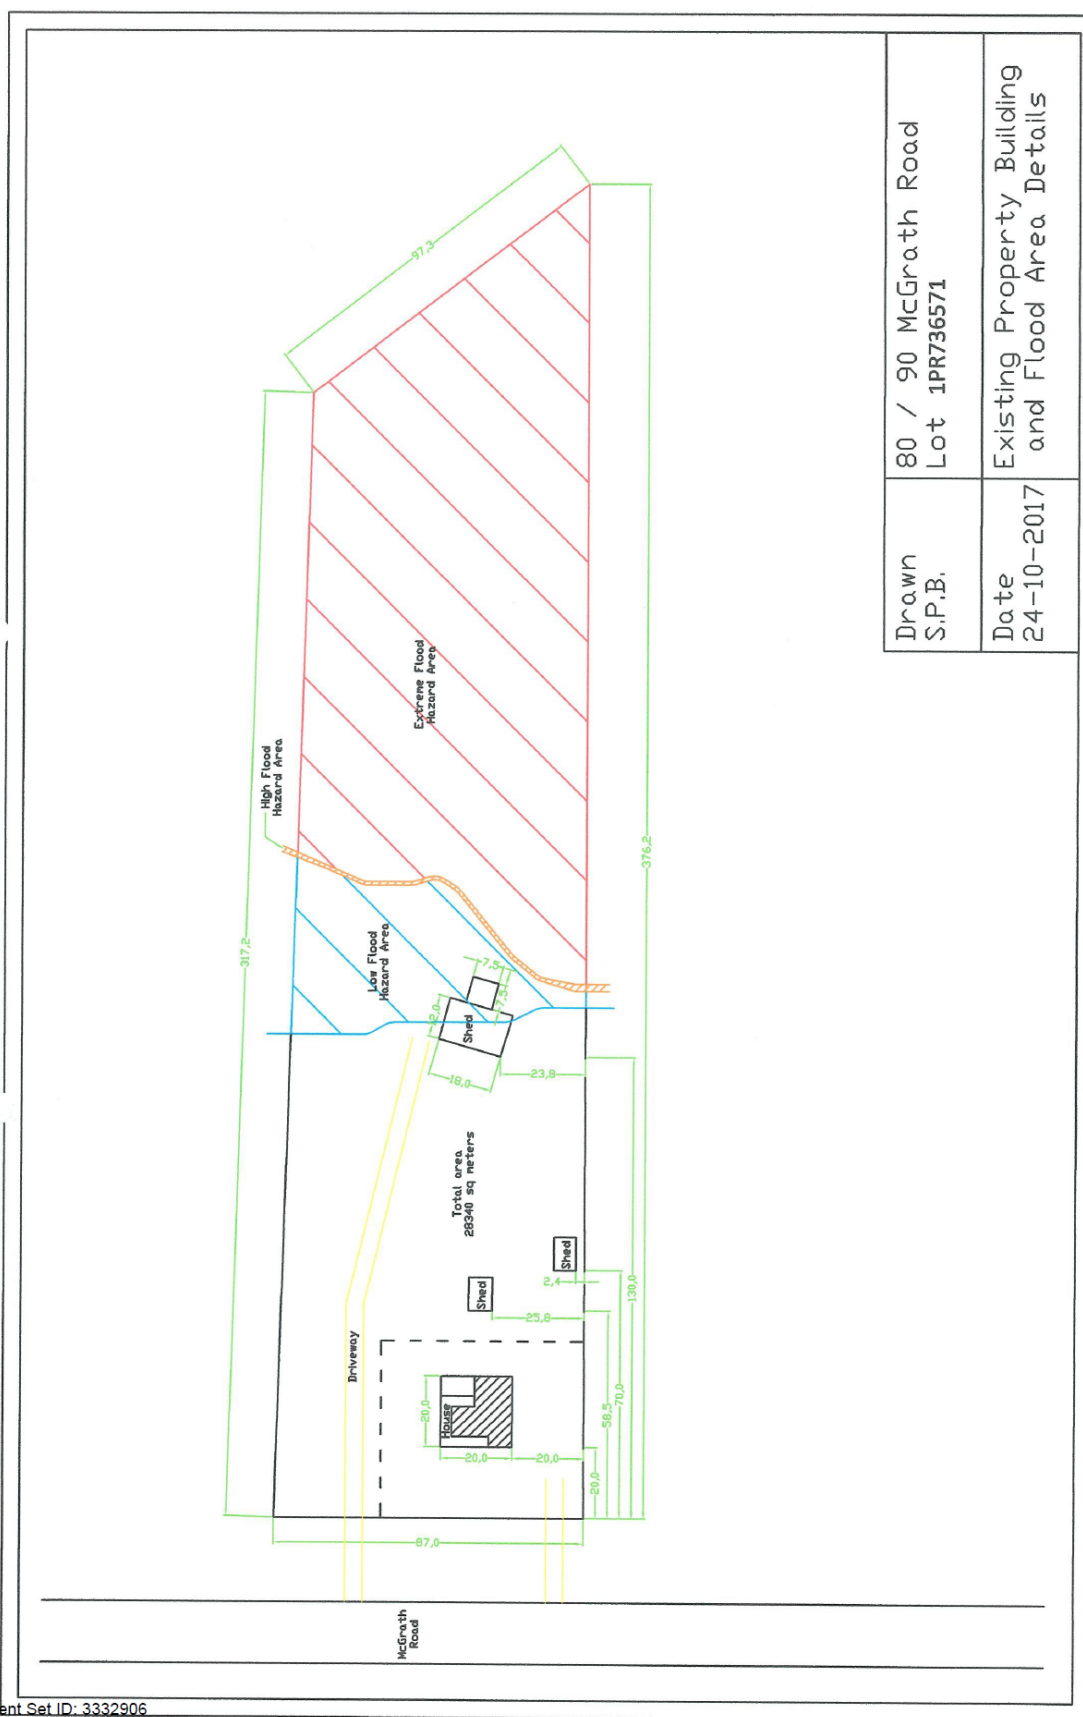 80 / 90 McGrath Road
Lot 1PR736571
Existing Property Building
and Flood Area Details
Drawn
S.P.B.
Date
24-10-2017
97,3
317,2
376,2
High Flood
Hazard Area
Extreme Flood
Hazard Area
Low Flood
Hazard Area
7,5
7,5
12,0
Shed
18,0
23,8
Total area
28340 sq meters
130,0
Shed
2,4
Shed
25,8
70,0
58,5
Driveway
20,0
House
20,0
20,0
20,0
87,0
McGrath
Road
ent Set ID: 3332906